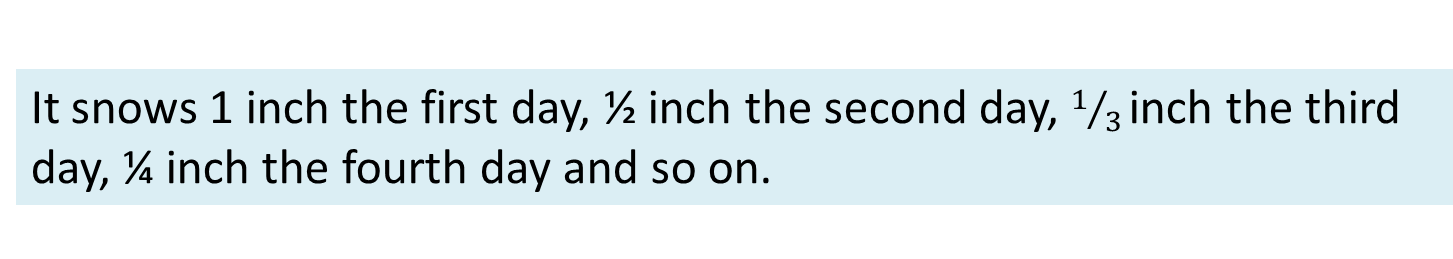 It snows 1 inch the first day, ½ inch the second day, ¹/₃ inch the third
day, ¼ inch the fourth day and so on.